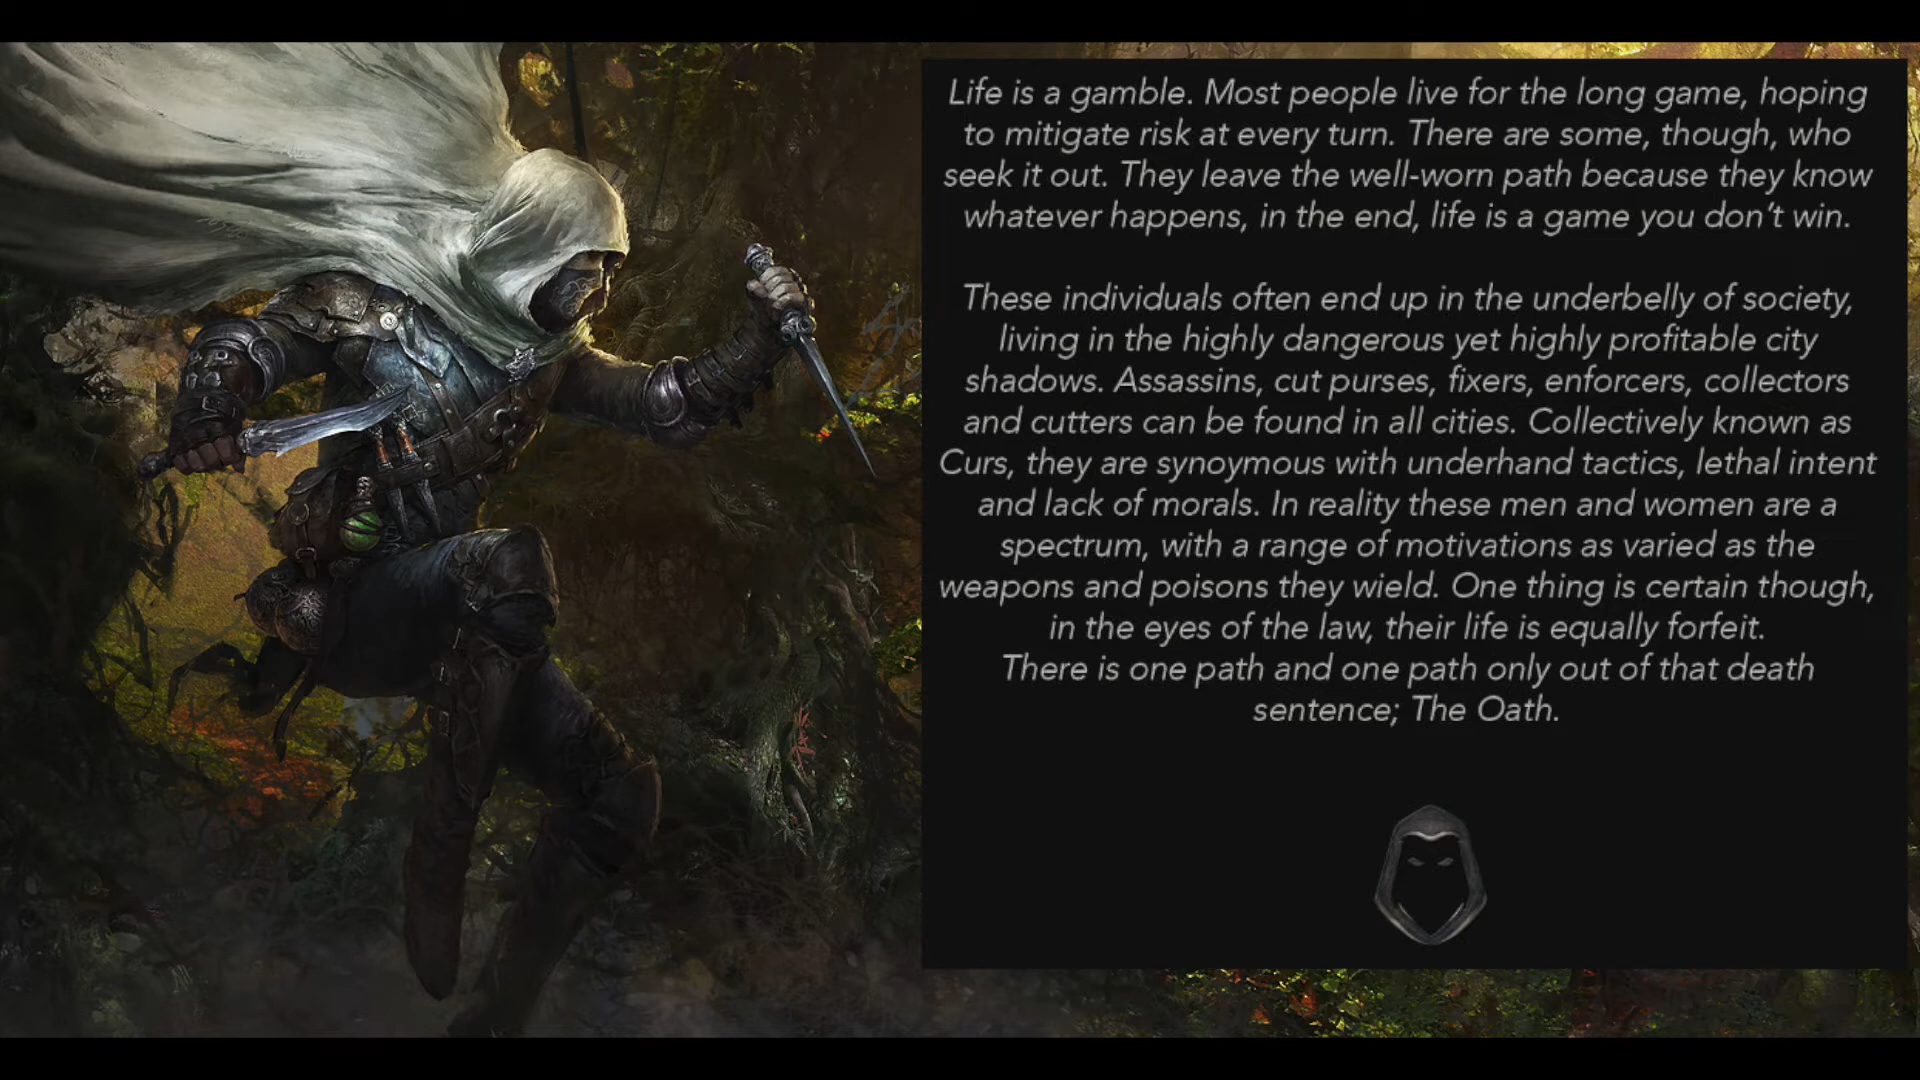 Life is a gamble. Most people live for the long game, hoping
to mitigate risk at every turn. There are some, though, who
seek it out. They leave the well-worn path because they know
whatever happens, in the end, life is a game you don't win.
These individuals often end up in the underbelly of society,
living in the highly dangerous yet highly profitable city
shadows. Assassins, cut purses, fixers, enforcers, collectors
and cutters can be found in all cities. Collectively known as
Curs, they are synoymous with underhand tactics, lethal intent
and lack of morals. In reality these men and women are a
spectrum, with a range of motivations as varied as the
weapons and poisons they wield. One thing is certain though,
in the eyes of the law, their life is equally forfeit.
There is one path and one path only out of that death
sentence; The Oath.